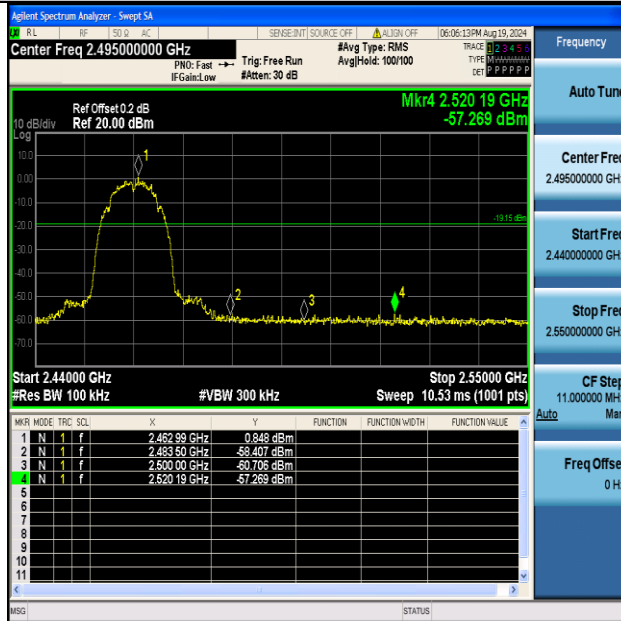 Agilent Spectrum Analyzer - Swept SA
RL RF 50 Ω AC SENSE:INT SOURCE OFF ALIGN OFF 06:06:13PM Aug 19, 2024
Center Freq 2.495000000 GHz #Avg Type: RMS TRACE 1 2 3 4 5 6
PNO: Fast Trig: Free Run Avg|Hold: 100/100 TYPE M
IFGain:Low #Atten: 30 dB DET P P P P P P
Ref Offset 0.2 dB Mkr4 2.520 19 GHz
10 dB/div Ref 20.00 dBm -57.269 dBm
Log
10.0
0.00
-10.0
-19.15 dBm
-20.0
-30.0
-40.0
-50.0
-60.0
-70.0
1
2
3
4
Start 2.44000 GHz Stop 2.55000 GHz
#Res BW 100 kHz #VBW 300 kHz Sweep 10.53 ms (1001 pts)
MKR MODE TRC SCL X Y FUNCTION FUNCTION WIDTH FUNCTION VALUE
1 N 1 f 2.462 99 GHz 0.848 dBm
2 N 1 f 2.483 50 GHz -58.407 dBm
3 N 1 f 2.500 00 GHz -60.706 dBm
4 N 1 f 2.520 19 GHz -57.269 dBm
5
6
7
8
9
10
11
MSG STATUS
Frequency
Auto Tune
Center Freq
2.495000000 GHz
Start Freq
2.440000000 GHz
Stop Freq
2.550000000 GHz
CF Step
11.000000 MHz
Auto Man
Freq Offset
0 Hz